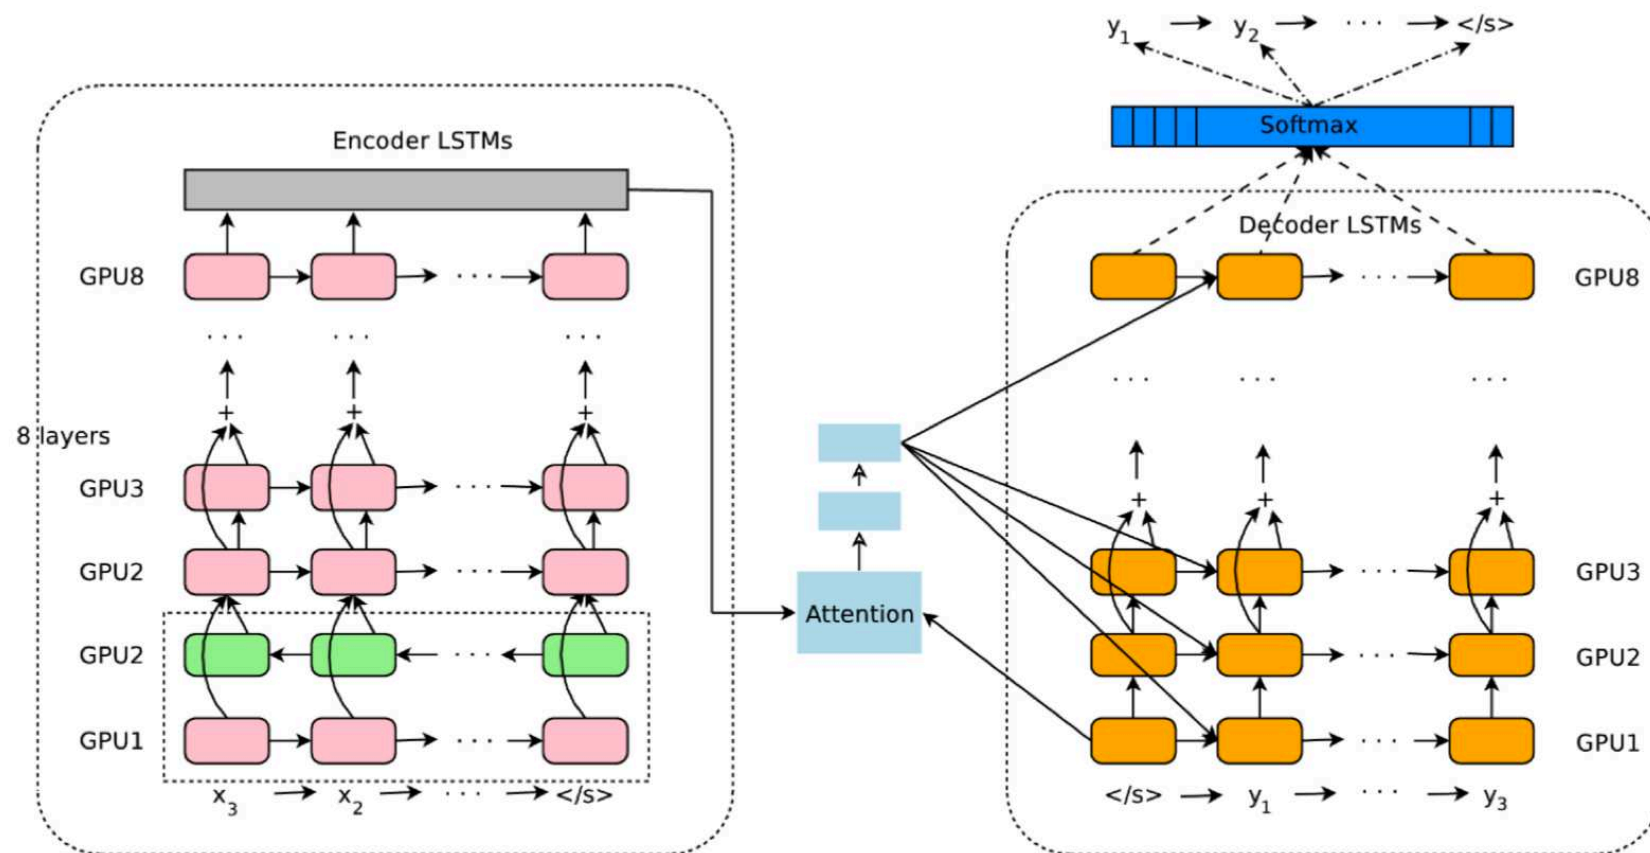 y1 → y2 → ··· → </s>
Softmax
Encoder LSTMs
Decoder LSTMs
GPU8 ···
··· ··· GPU8
··· ···
··· ··· ···
+ + +
8 layers
GPU3 ···
+ + +
GPU2 ···
··· GPU3
Attention
GPU2 ···
··· GPU2
GPU1 ···
··· GPU1
x3 → x2 → ··· → </s>
</s> → y1 → ··· → y3